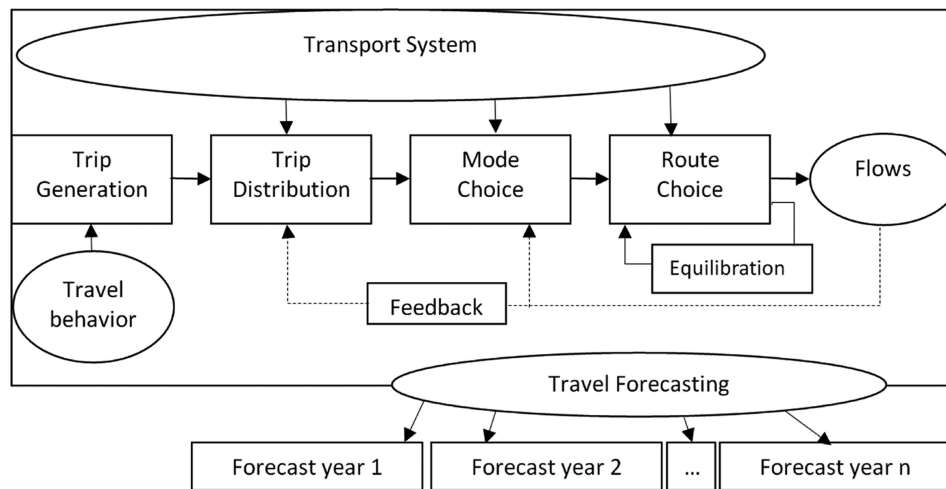 Transport System
Trip
Generation
Trip
Distribution
Mode
Choice
Route
Choice
Flows
Equilibration
Travel
behavior
Feedback
Travel Forecasting
Forecast year 1
Forecast year 2
...
Forecast year n